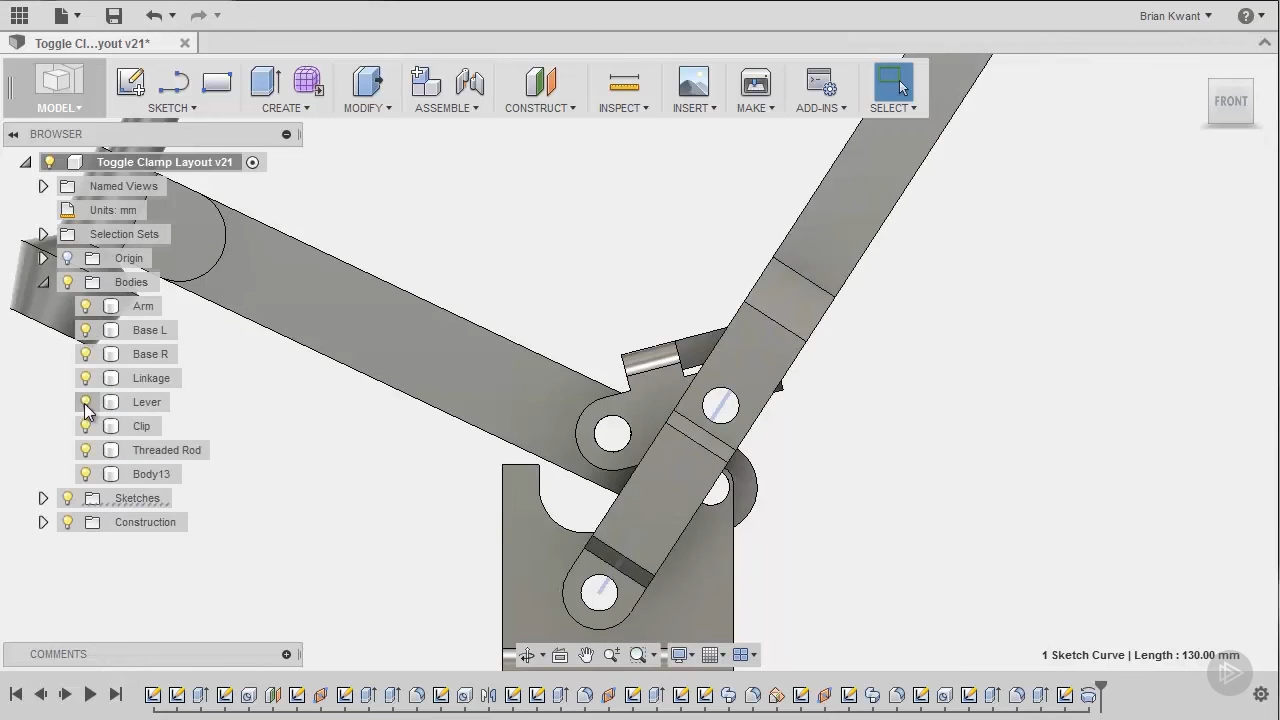 Brian Kwant
Toggle Cl...yout v21*
MODEL
SKETCH
CREATE
MODIFY
ASSEMBLE
CONSTRUCT
INSPECT
INSERT
MAKE
ADD-INS
SELECT
FRONT
BROWSER
Toggle Clamp Layout v21
Named Views
Units: mm
Selection Sets
Origin
Bodies
Arm
Base L
Base R
Linkage
Lever
Clip
Threaded Rod
Body13
Sketches
Construction
COMMENTS
1 Sketch Curve | Length : 130.00 mm